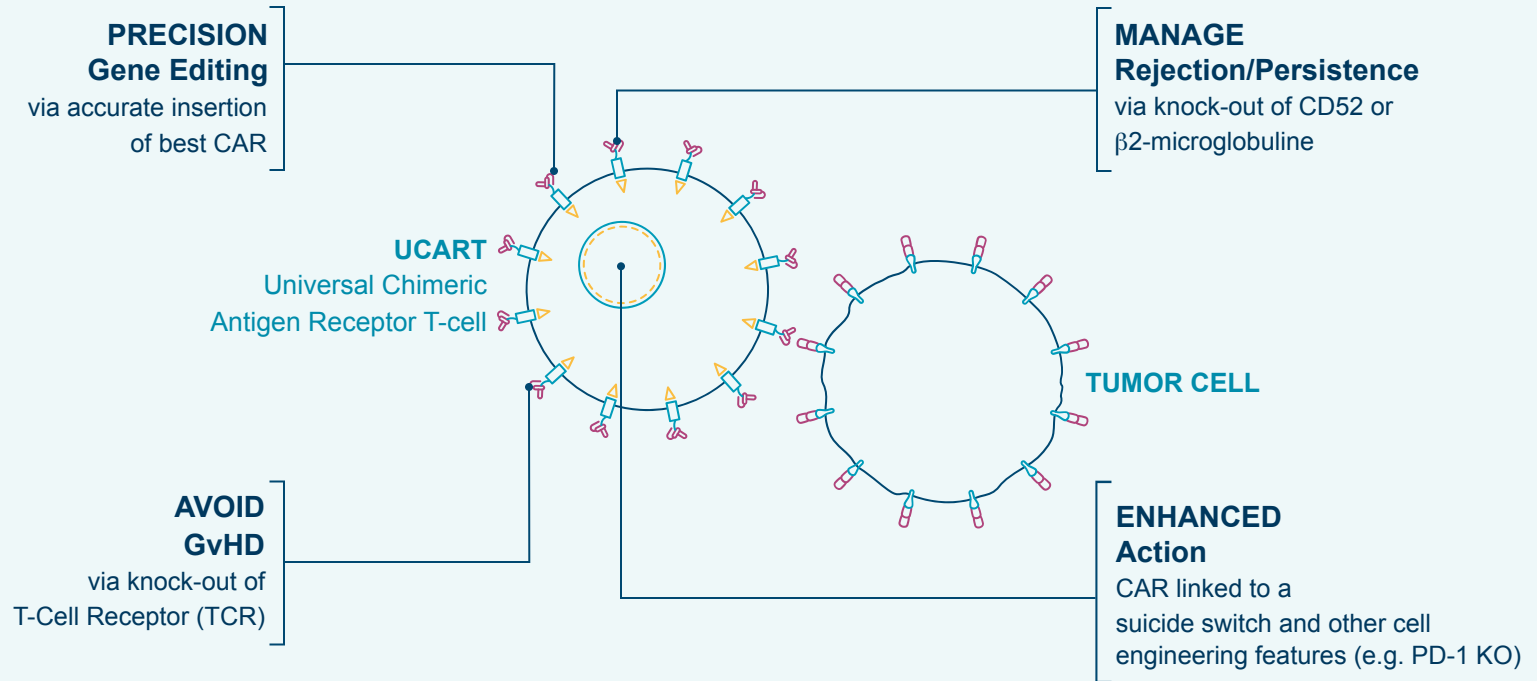 PRECISION
Gene Editing
via accurate insertion
of best CAR
MANAGE
Rejection/Persistence
via knock-out of CD52 or
β2-microglobuline
UCART
Universal Chimeric
Antigen Receptor T-cell
TUMOR CELL
AVOID
GvHD
via knock-out of
T-Cell Receptor (TCR)
ENHANCED
Action
CAR linked to a
suicide switch and other cell
engineering features (e.g. PD-1 KO)